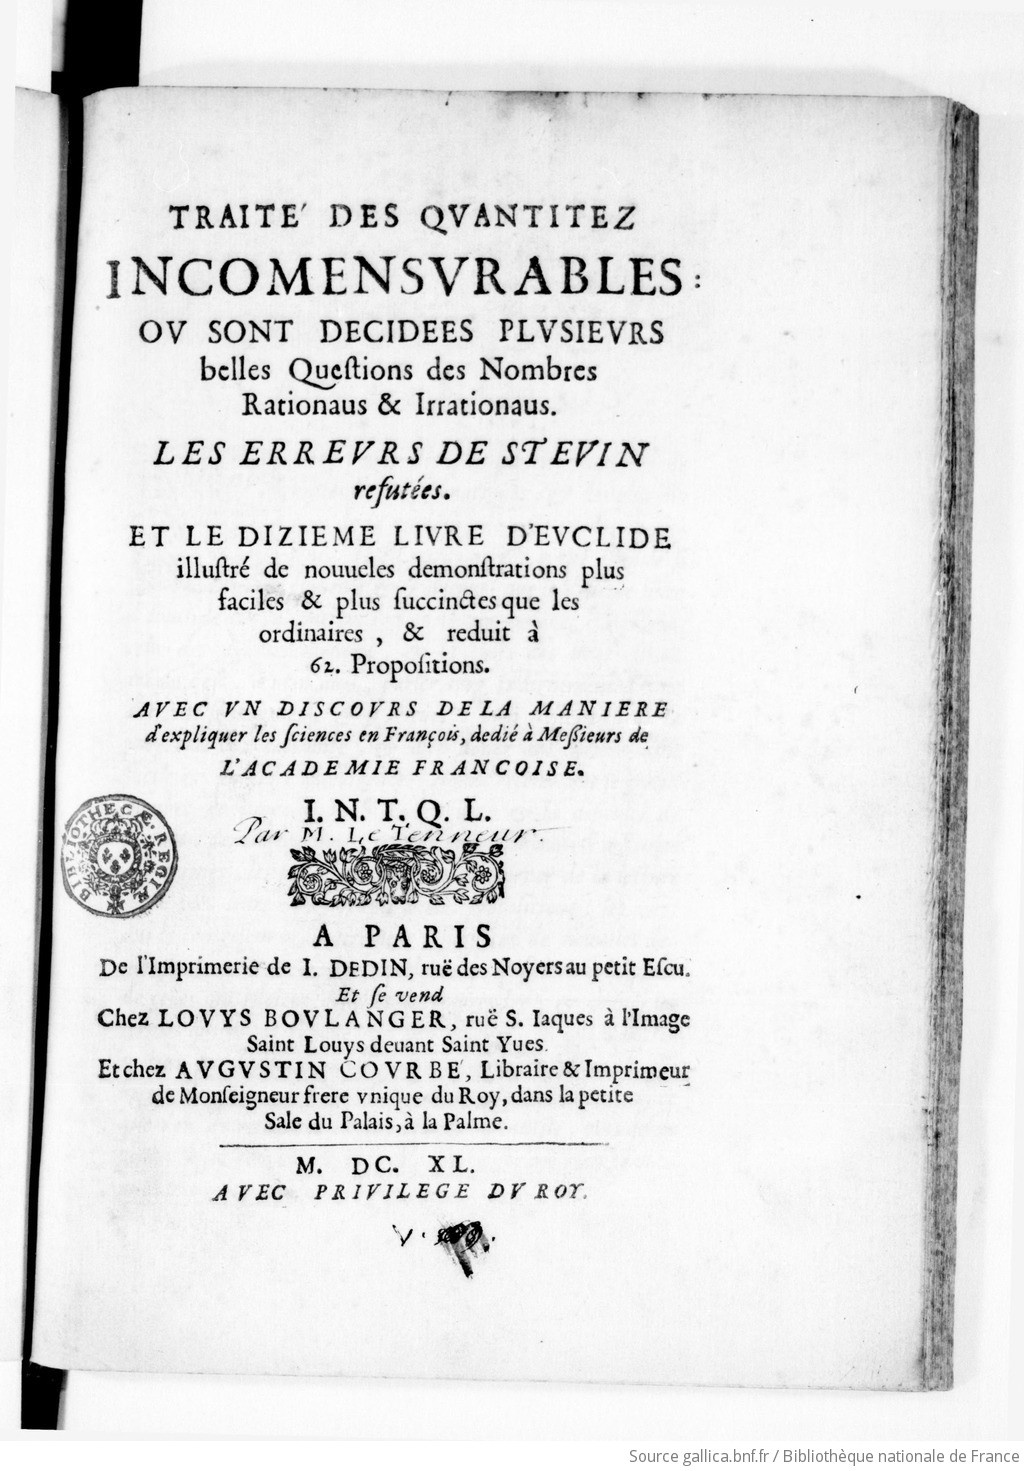 TRAITE' DES QVANTITEZ
INCOMENSVRABLES:
OV SONT DECIDEES PLVSIEVRS
belles Queſtions des Nombres
Rationaus & Irrationaus.
LES ERREVRS DE STEVIN
refutées.
ET LE DIZIEME LIVRE D'EVCLIDE
illuſtré de nouueles demonſtrations plus
faciles & plus ſuccinctes que les
ordinaires, & reduit à
62. Propoſitions.
AVEC VN DISCOVRS DE LA MANIERE
d'expliquer les ſciences en François, dedié à Meßieurs de
L'ACADEMIE FRANCOISE.
I. N. T. Q. L.
Par M. Le Tenneur.
BIBLIOTHECÆ REGIÆ
A PARIS
De l'Imprimerie de I. DEDIN, ruë des Noyers au petit Eſcu.
Et ſe vend
Chez LOVYS BOVLANGER, ruë S. Iaques à l'Image
Saint Louys deuant Saint Yues.
Et chez AVGVSTIN COVRBE', Libraire & Imprimeur
de Monſeigneur frere vnique du Roy, dans la petite
Sale du Palais, à la Palme.
M. DC. XL.
AVEC PRIVILEGE DV ROY.
V.
Source gallica.bnf.fr / Bibliothèque nationale de France